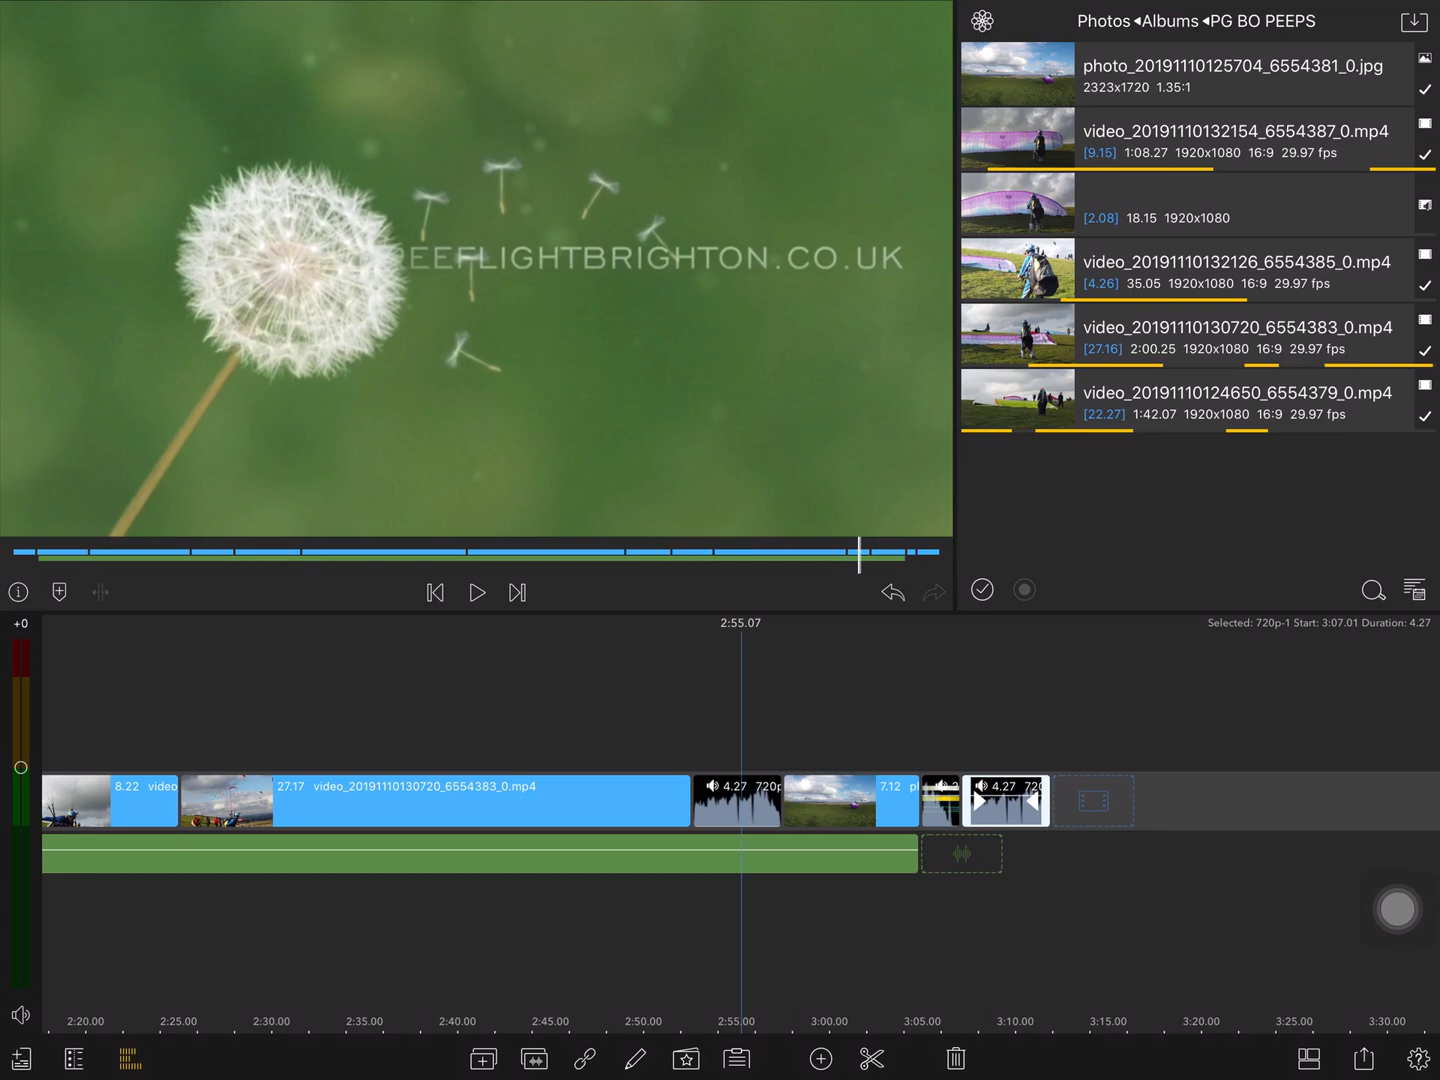 EEFLIGHTBRIGHTON.CO.UK
Photos ◂Albums ◂PG BO PEEPS
photo_20191110125704_6554381_0.jpg
2323x1720 1.35:1
video_20191110132154_6554387_0.mp4
[9.15] 1:08.27 1920x1080 16:9 29.97 fps
[2.08] 18.15 1920x1080
video_20191110132126_6554385_0.mp4
[4.26] 35.05 1920x1080 16:9 29.97 fps
video_20191110130720_6554383_0.mp4
[27.16] 2:00.25 1920x1080 16:9 29.97 fps
video_20191110124650_6554379_0.mp4
[22.27] 1:42.07 1920x1080 16:9 29.97 fps
+0
2:55.07
Selected: 720p-1 Start: 3:07.01 Duration: 4.27
8.22 video
27.17 video_20191110130720_6554383_0.mp4
4.27 720p
7.12 pl
2
4.27 720
2:20.00 2:25.00 2:30.00 2:35.00 2:40.00 2:45.00 2:50.00 2:55.00 3:00.00 3:05.00 3:10.00 3:15.00 3:20.00 3:25.00 3:30.00